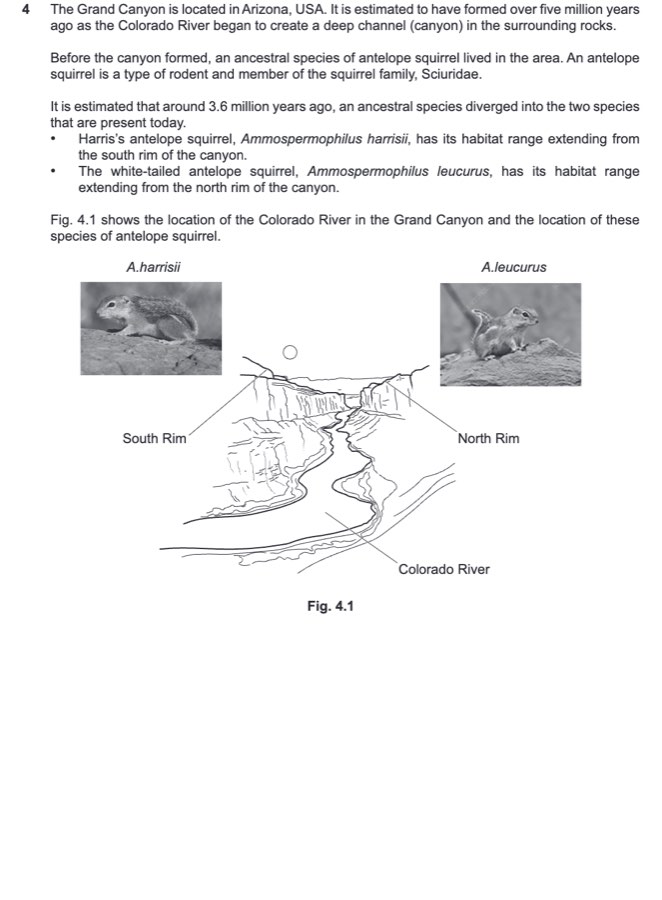 4 The Grand Canyon is located in Arizona, USA. It is estimated to have formed over five million years
ago as the Colorado River began to create a deep channel (canyon) in the surrounding rocks.
Before the canyon formed, an ancestral species of antelope squirrel lived in the area. An antelope
squirrel is a type of rodent and member of the squirrel family, Sciuridae.
It is estimated that around 3.6 million years ago, an ancestral species diverged into the two species
that are present today.
• Harris's antelope squirrel, Ammospermophilus harrisii, has its habitat range extending from
the south rim of the canyon.
• The white-tailed antelope squirrel, Ammospermophilus leucurus, has its habitat range
extending from the north rim of the canyon.
Fig. 4.1 shows the location of the Colorado River in the Grand Canyon and the location of these
species of antelope squirrel.
A.harrisii
A.leucurus
South Rim
North Rim
Colorado River
Fig. 4.1